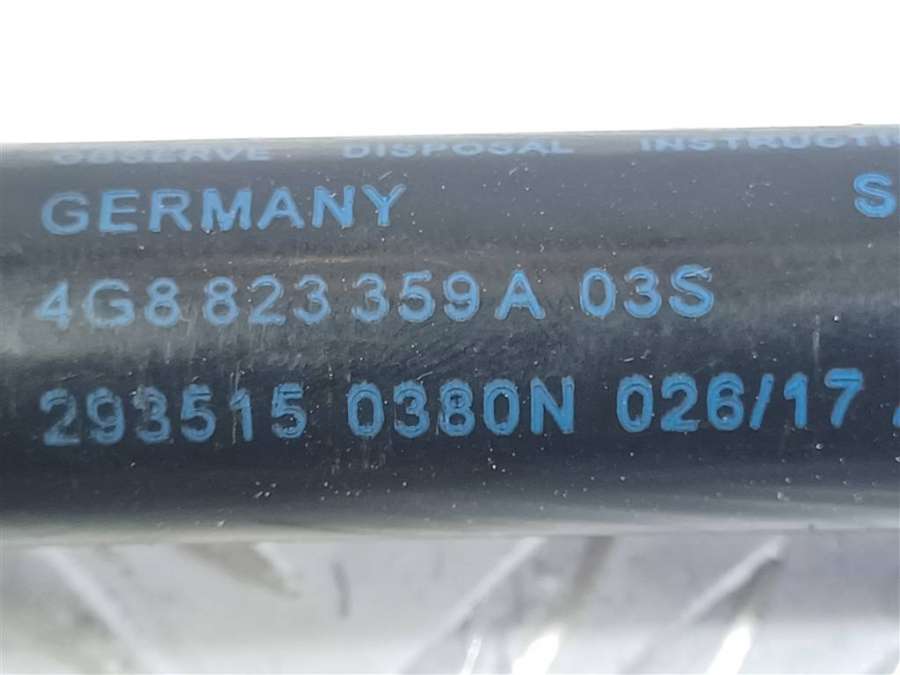 OBSERVE DISPOSAL INSTRUCTI
GERMANY S
4G8 823 359 A 03S
293515 0380N 026/17